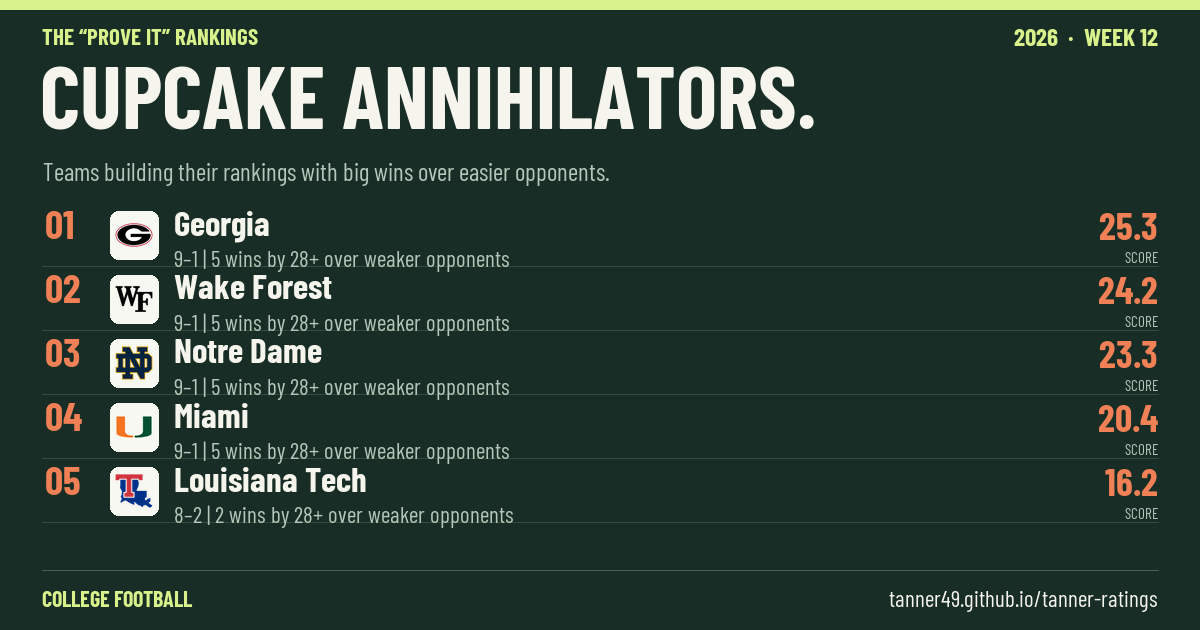 THE “PROVE IT” RANKINGS
2026 · WEEK 12
CUPCAKE ANNIHILATORS.
Teams building their rankings with big wins over easier opponents.
01 G Georgia 25.3
9–1 | 5 wins by 28+ over weaker opponents SCORE
02 WF Wake Forest 24.2
9–1 | 5 wins by 28+ over weaker opponents SCORE
03 ND Notre Dame 23.3
9–1 | 5 wins by 28+ over weaker opponents SCORE
04 U Miami 20.4
9–1 | 5 wins by 28+ over weaker opponents SCORE
05 T Louisiana Tech 16.2
8–2 | 2 wins by 28+ over weaker opponents SCORE
COLLEGE FOOTBALL
tanner49.github.io/tanner-ratings